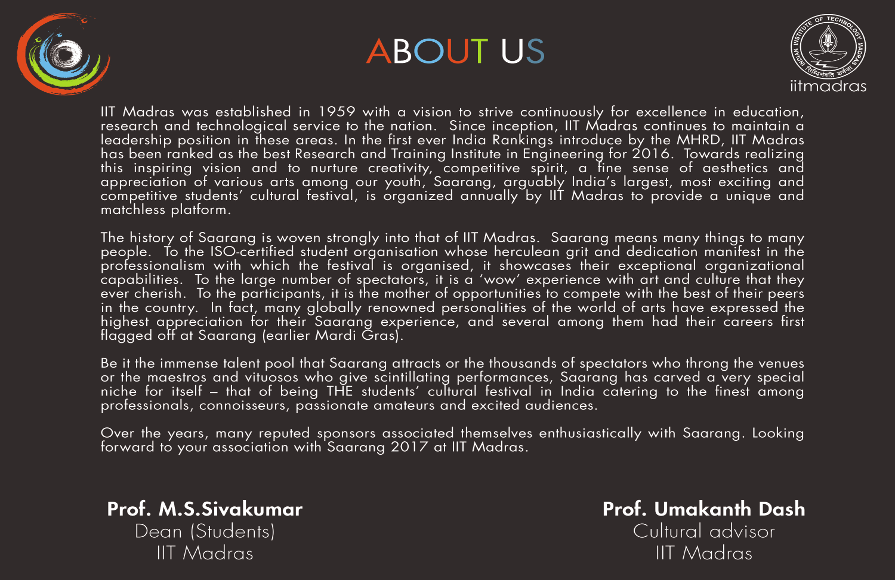 ABOUT US
INDIAN INSTITUTE OF TECHNOLOGY MADRAS
iitmadras
IIT Madras was established in 1959 with a vision to strive continuously for excellence in education,
research and technological service to the nation. Since inception, IIT Madras continues to maintain a
leadership position in these areas. In the first ever India Rankings introduce by the MHRD, IIT Madras
has been ranked as the best Research and Training Institute in Engineering for 2016. Towards realizing
this inspiring vision and to nurture creativity, competitive spirit, a fine sense of aesthetics and
appreciation of various arts among our youth, Saarang, arguably India's largest, most exciting and
competitive students' cultural festival, is organized annually by IIT Madras to provide a unique and
matchless platform.
The history of Saarang is woven strongly into that of IIT Madras. Saarang means many things to many
people. To the ISO-certified student organisation whose herculean grit and dedication manifest in the
professionalism with which the festival is organised, it showcases their exceptional organizational
capabilities. To the large number of spectators, it is a ‘wow’ experience with art and culture that they
ever cherish. To the participants, it is the mother of opportunities to compete with the best of their peers
in the country. In fact, many globally renowned personalities of the world of arts have expressed the
highest appreciation for their Saarang experience, and several among them had their careers first
flagged off at Saarang (earlier Mardi Gras).
Be it the immense talent pool that Saarang attracts or the thousands of spectators who throng the venues
or the maestros and vituosos who give scintillating performances, Saarang has carved a very special
niche for itself – that of being THE students’ cultural festival in India catering to the finest among
professionals, connoisseurs, passionate amateurs and excited audiences.
Over the years, many reputed sponsors associated themselves enthusiastically with Saarang. Looking
forward to your association with Saarang 2017 at IIT Madras.
Prof. M.S.Sivakumar
Dean (Students)
IIT Madras
Prof. Umakanth Dash
Cultural advisor
IIT Madras